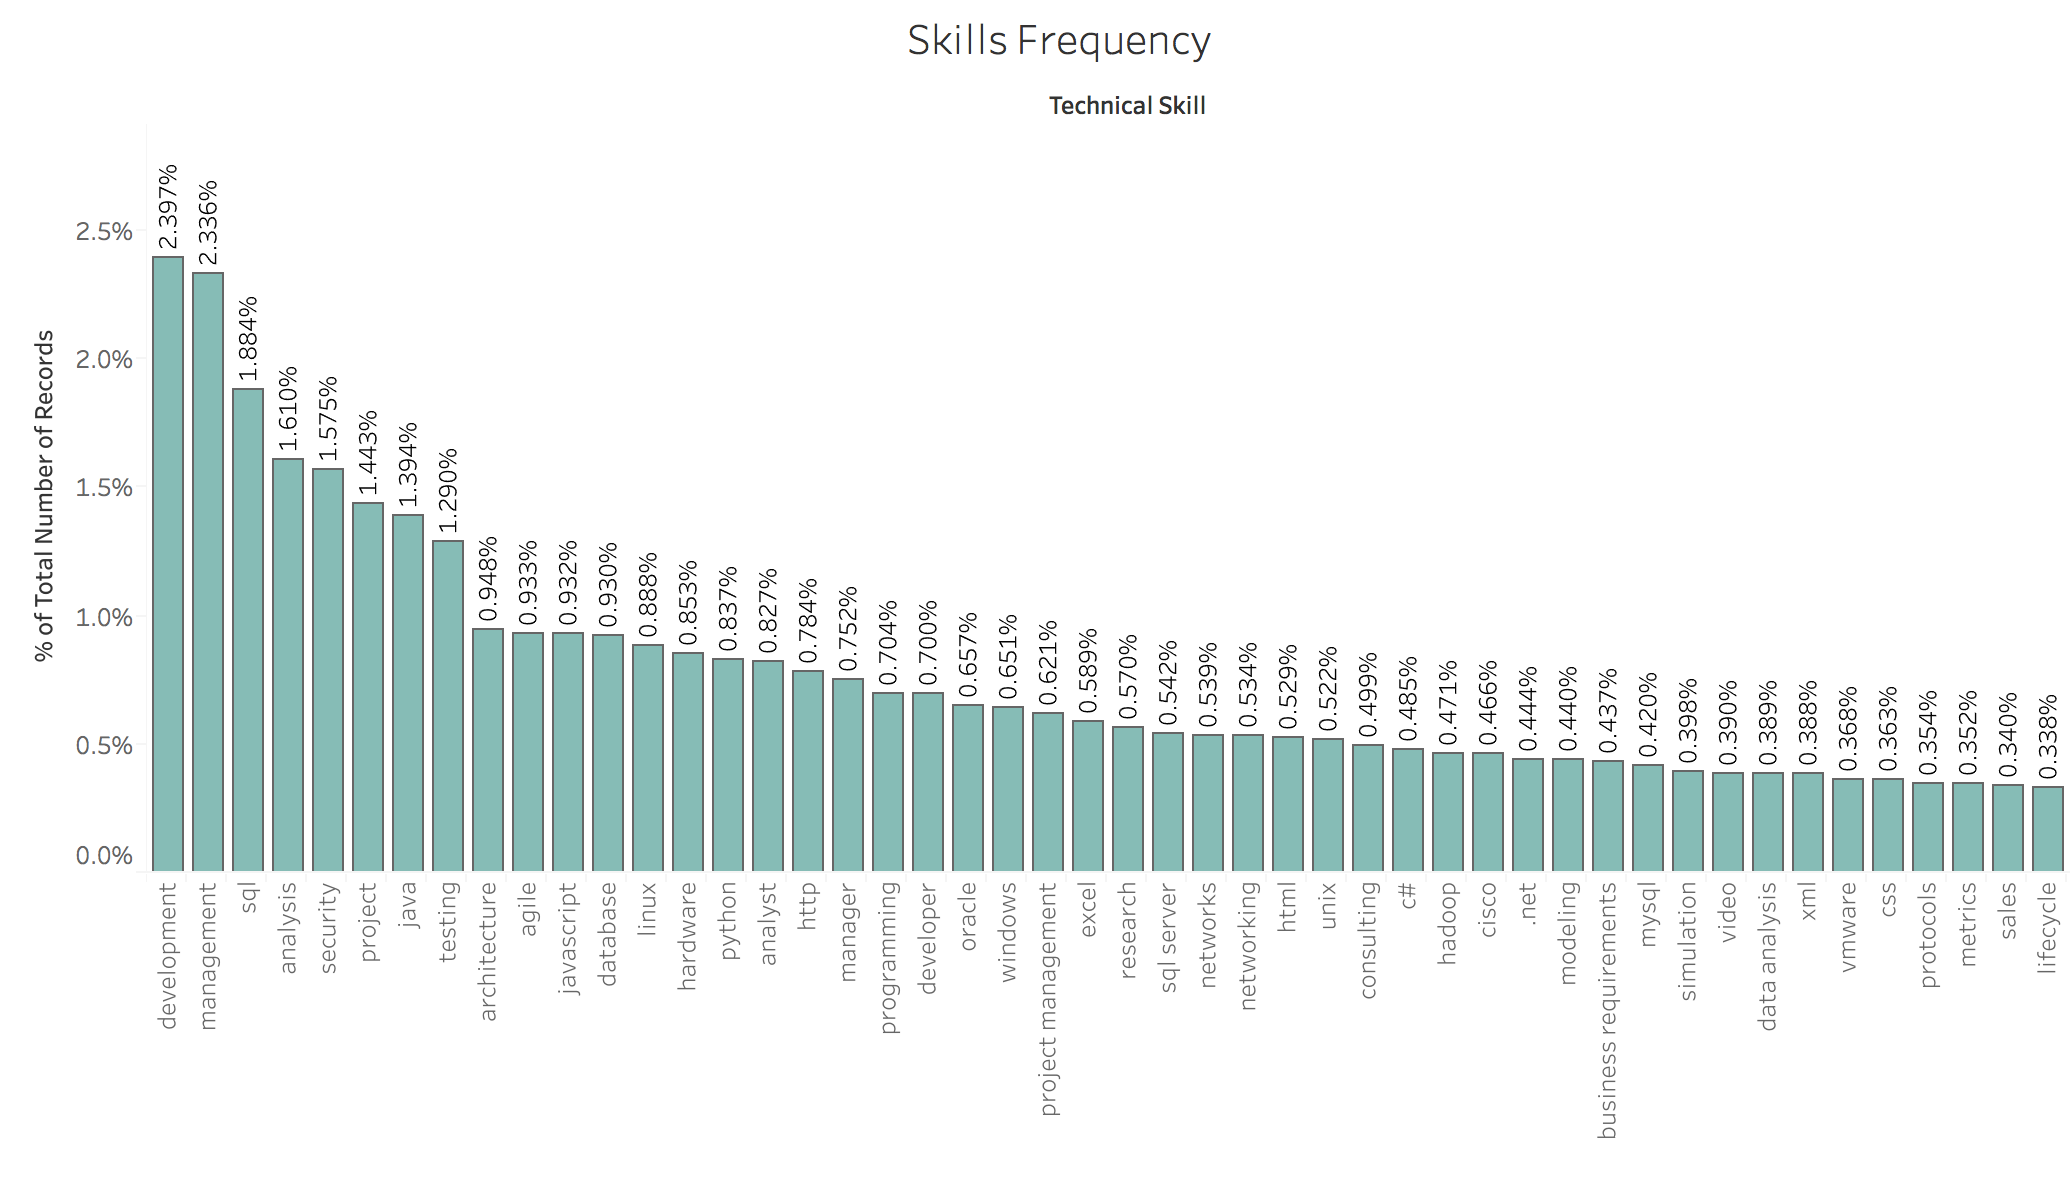 Skills Frequency
Technical Skill
% of Total Number of Records
2.5%
2.0%
1.5%
1.0%
0.5%
0.0%
2.397%
2.336%
1.884%
1.610%
1.575%
1.443%
1.394%
1.290%
0.948%
0.933%
0.932%
0.930%
0.888%
0.853%
0.837%
0.827%
0.784%
0.752%
0.704%
0.700%
0.657%
0.651%
0.621%
0.589%
0.570%
0.542%
0.539%
0.534%
0.529%
0.522%
0.499%
0.485%
0.471%
0.466%
0.444%
0.440%
0.437%
0.420%
0.398%
0.390%
0.389%
0.388%
0.368%
0.363%
0.354%
0.352%
0.340%
0.338%
development
management
sql
analysis
security
project
java
testing
architecture
agile
javascript
database
linux
hardware
python
analyst
http
manager
programming
developer
oracle
windows
project management
excel
research
sql server
networks
networking
html
unix
consulting
c#
hadoop
cisco
.net
modeling
business requirements
mysql
simulation
video
data analysis
xml
vmware
css
protocols
metrics
sales
lifecycle